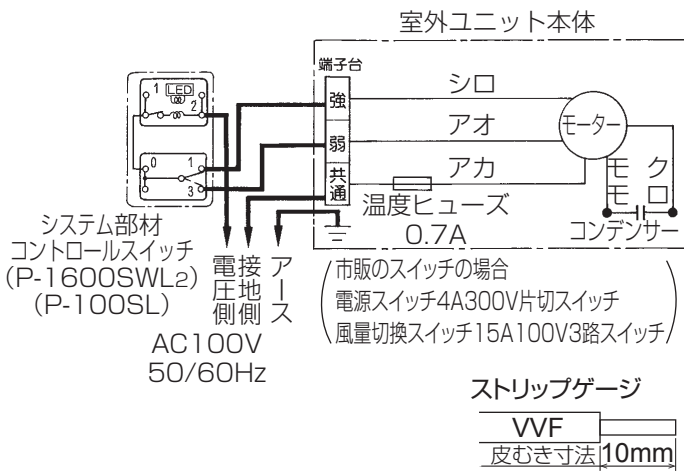 室外ユニット本体
端子台
1
LED
2
0
1
3
強
弱
共通
シロ
アオ
アカ
モーター
温度ヒューズ
0.7A
モモ
クロ
コンデンサー
システム部材
コントロールスイッチ
(P-1600SWL2)
(P-100SL)
電圧側
接地側
アース
AC100V
50/60Hz
市販のスイッチの場合
電源スイッチ4A300V片切スイッチ
風量切換スイッチ15A100V3路スイッチ
ストリップゲージ
VVF
皮むき寸法
10mm